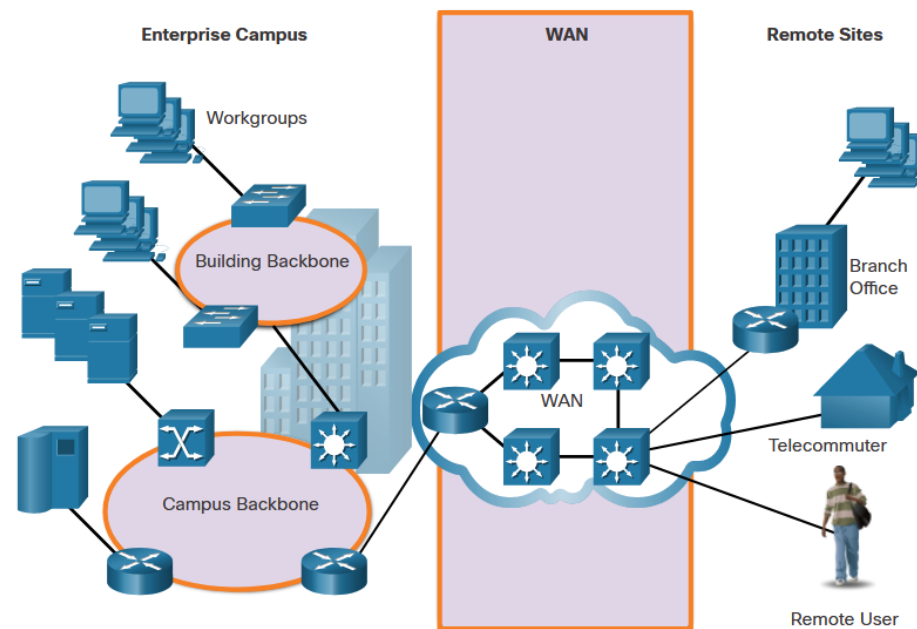 Enterprise Campus
WAN
Remote Sites
Workgroups
Building Backbone
Branch
Office
WAN
Telecommuter
Campus Backbone
Remote User